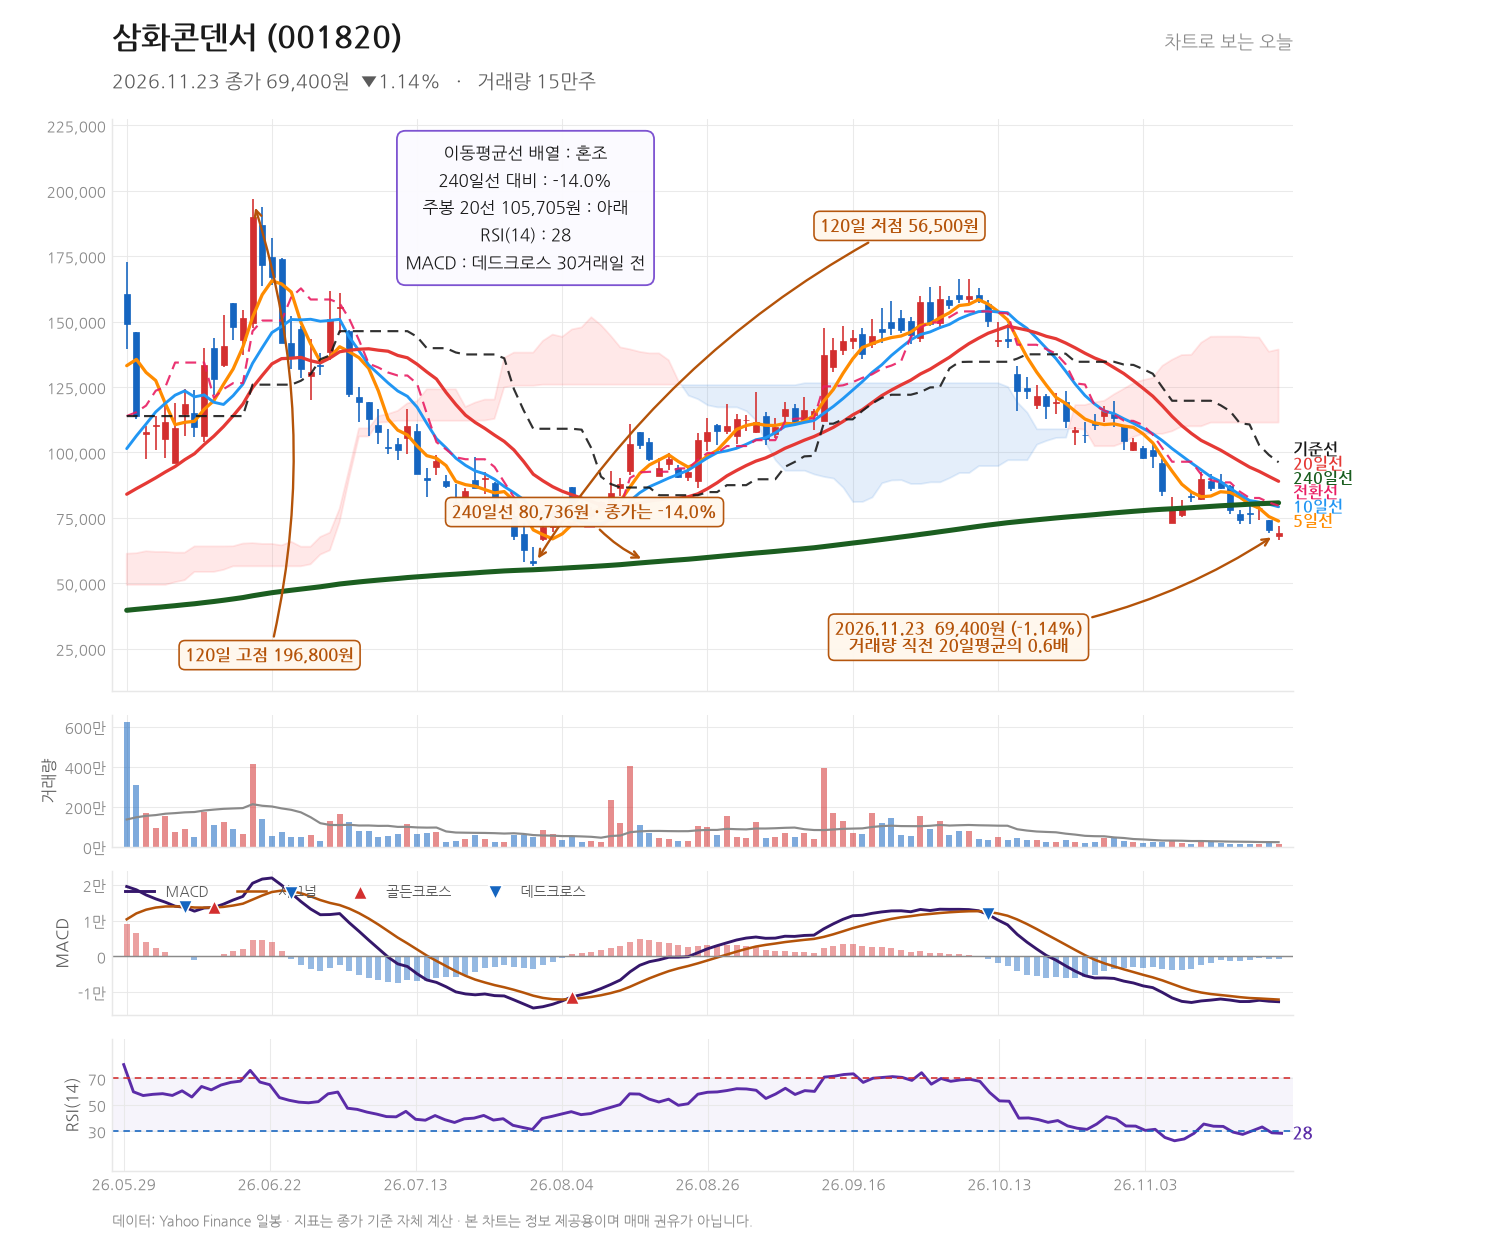 삼화콘덴서 (001820)
차트로 보는 오늘
2026.11.23 종가 69,400원 ▼1.14% · 거래량 15만주
225,000
200,000
175,000
150,000
125,000
100,000
75,000
50,000
25,000
이동평균선 배열 : 혼조
240일선 대비 : -14.0%
주봉 20선 105,705원 : 아래
RSI(14) : 28
MACD : 데드크로스 30거래일 전
120일 저점 56,500원
240일선 80,736원 · 종가는 -14.0%
120일 고점 196,800원
2026.11.23 69,400원 (-1.14%)
거래량 직전 20일평균의 0.6배
기준선
20일선
240일선
전환선
10일선
5일선
거래량
600만
400만
200만
0만
MACD
2만
1만
0
-1만
MACD
골든크로스
데드크로스
RSI(14)
70
50
30
28
26.05.29
26.06.22
26.07.13
26.08.04
26.08.26
26.09.16
26.10.13
26.11.03
데이터: Yahoo Finance 일봉 · 지표는 종가 기준 자체 계산 · 본 차트는 정보 제공용이며 매매 권유가 아닙니다.